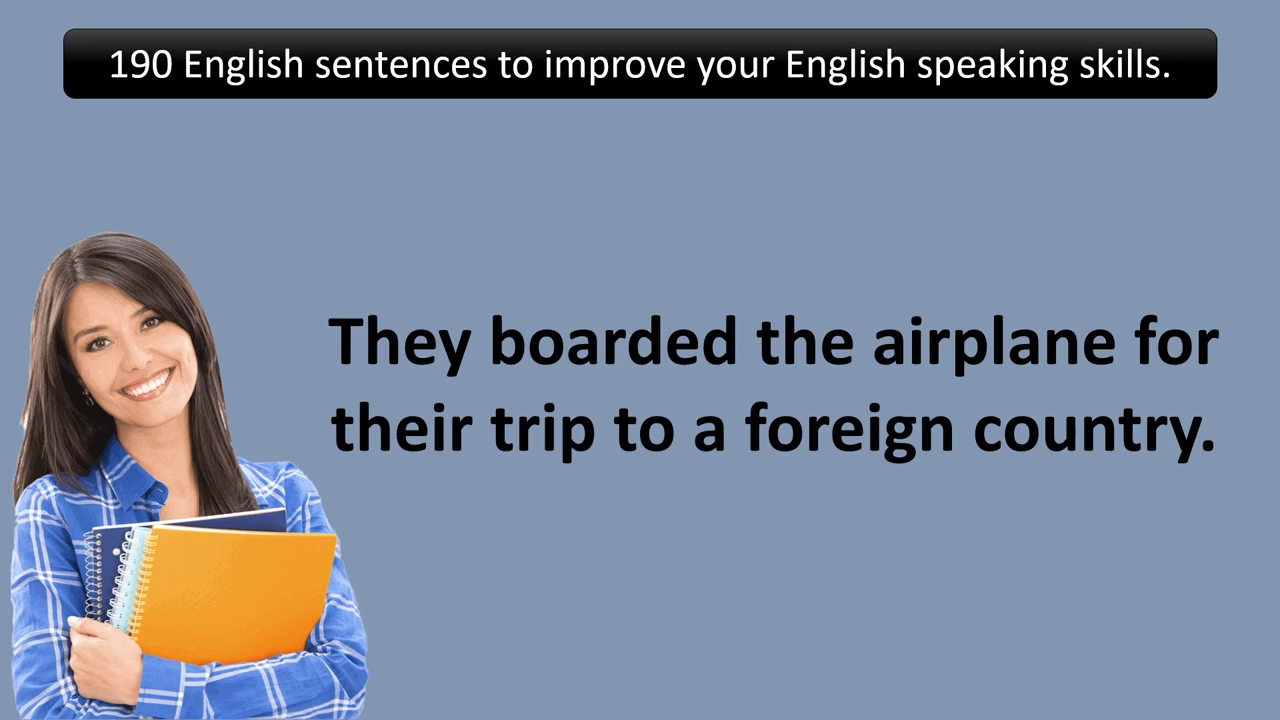 190 English sentences to improve your English speaking skills.
They boarded the airplane for
their trip to a foreign country.